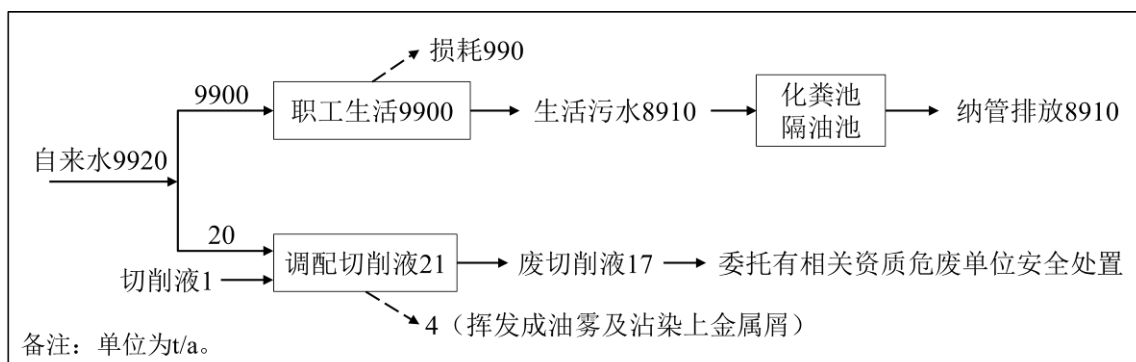 损耗990
9900
职工生活9900
生活污水8910
化粪池
隔油池
纳管排放8910
自来水9920
20
调配切削液21
废切削液17
委托有相关资质危废单位安全处置
切削液1
4（挥发成油雾及沾染上金属屑）
备注：单位为t/a。